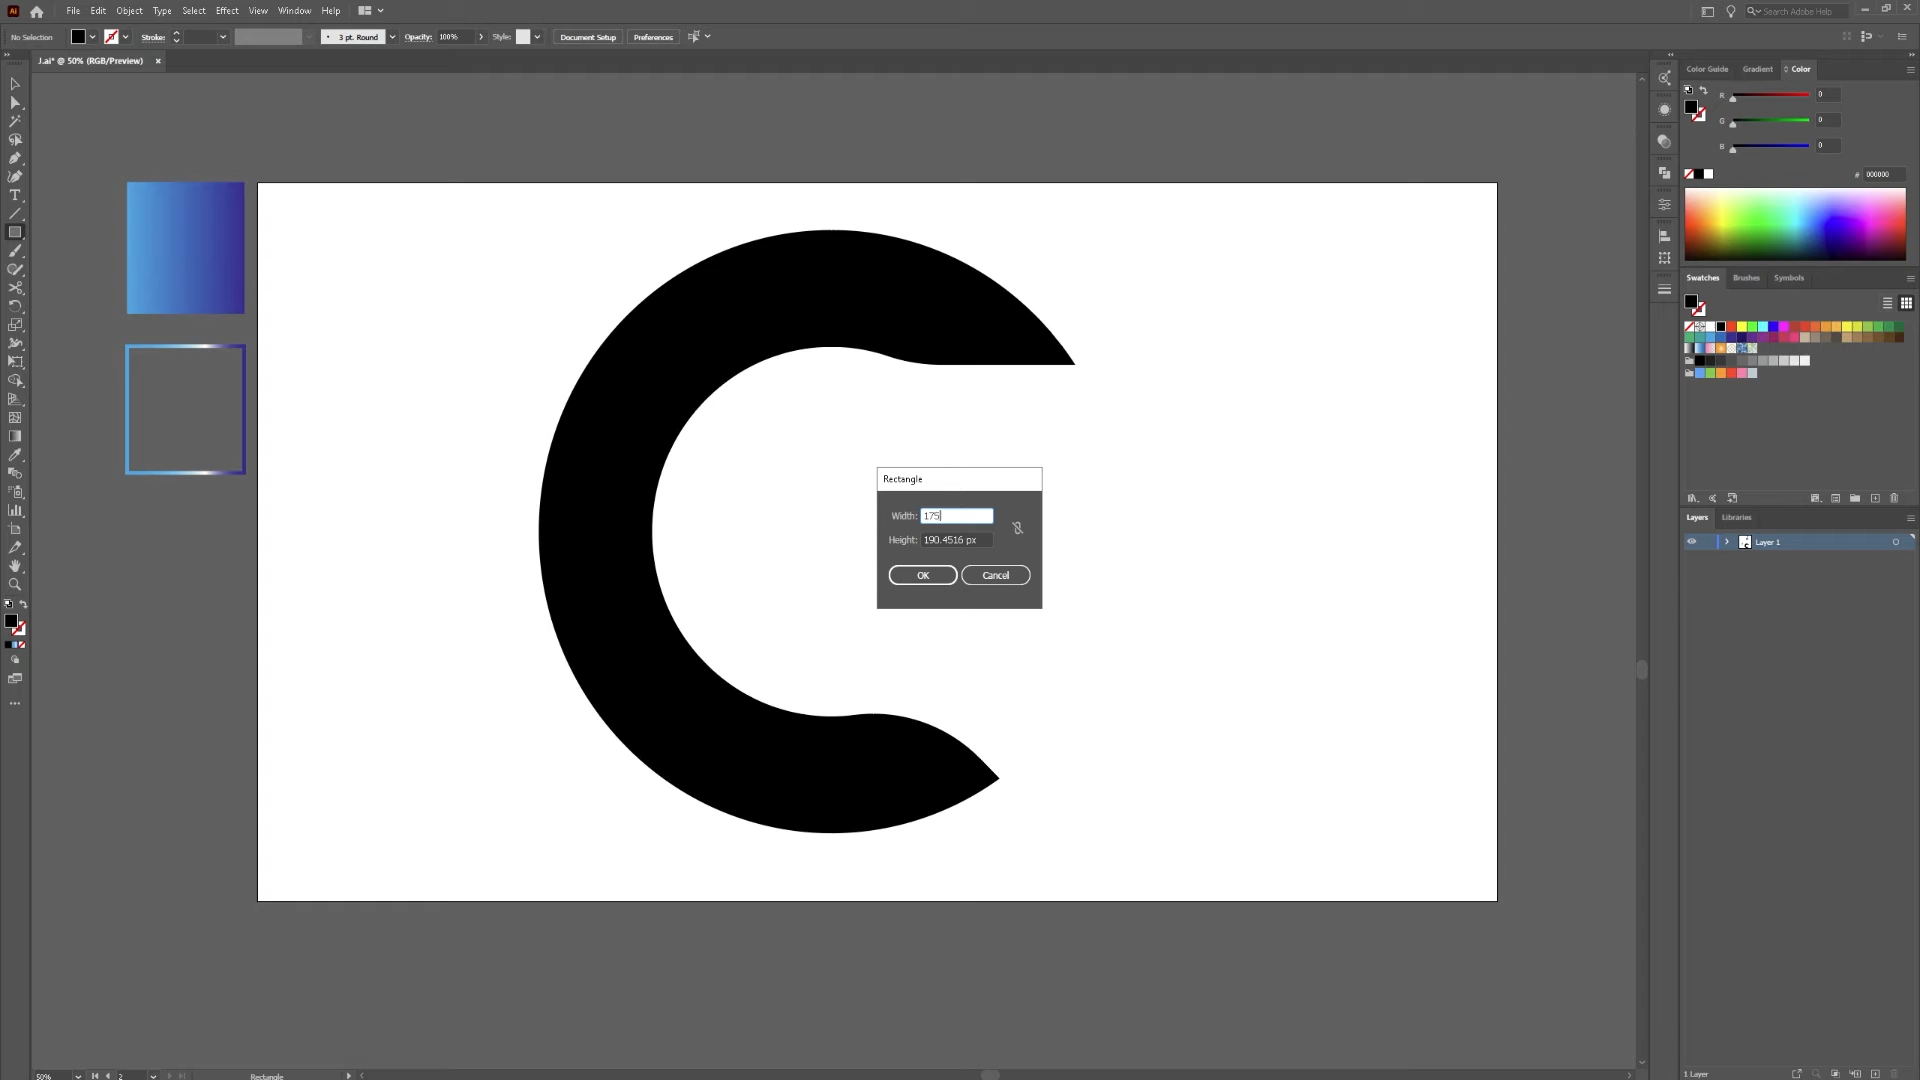 Ai File Edit Object Type Select Effect View Window Help Search Adobe Help
No Selection Stroke: 3 pt. Round Opacity: 100% Style: Document Setup Preferences
J.ai* @ 50% (RGB/Preview) ×
Color Guide Gradient Color
R 0
G 0
B 0
# 000000
Swatches Brushes Symbols
Rectangle
Width: 175
Height: 190.4516 px
OK Cancel
Layers Libraries
Layer 1
1 Layer
50% 2 Rectangle